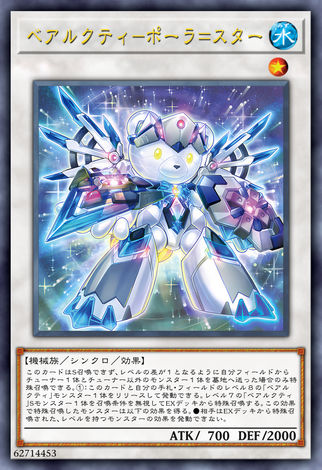 ベアルクティーポーラ=スター
水
【機械族／シンクロ／効果】
このカードはS召喚できず、レベルの差が１となるように自分フィールドから
チューナー１体とチューナー以外のモンスター１体を墓地へ送った場合のみ特
殊召喚できる。①：このカードと自分の手札・フィールドのレベル８の「ベアルク
ティ」モンスター１体をリリースして発動できる。レベル７の「ベアルクティ」
Sモンスター１体を召喚条件を無視してEXデッキから特殊召喚する。この効果
で特殊召喚したモンスターは以下の効果を得る。●相手はEXデッキから特殊
召喚された、レベルを持つモンスターの効果を発動できない。
ATK/ 700 DEF/2000
62714453